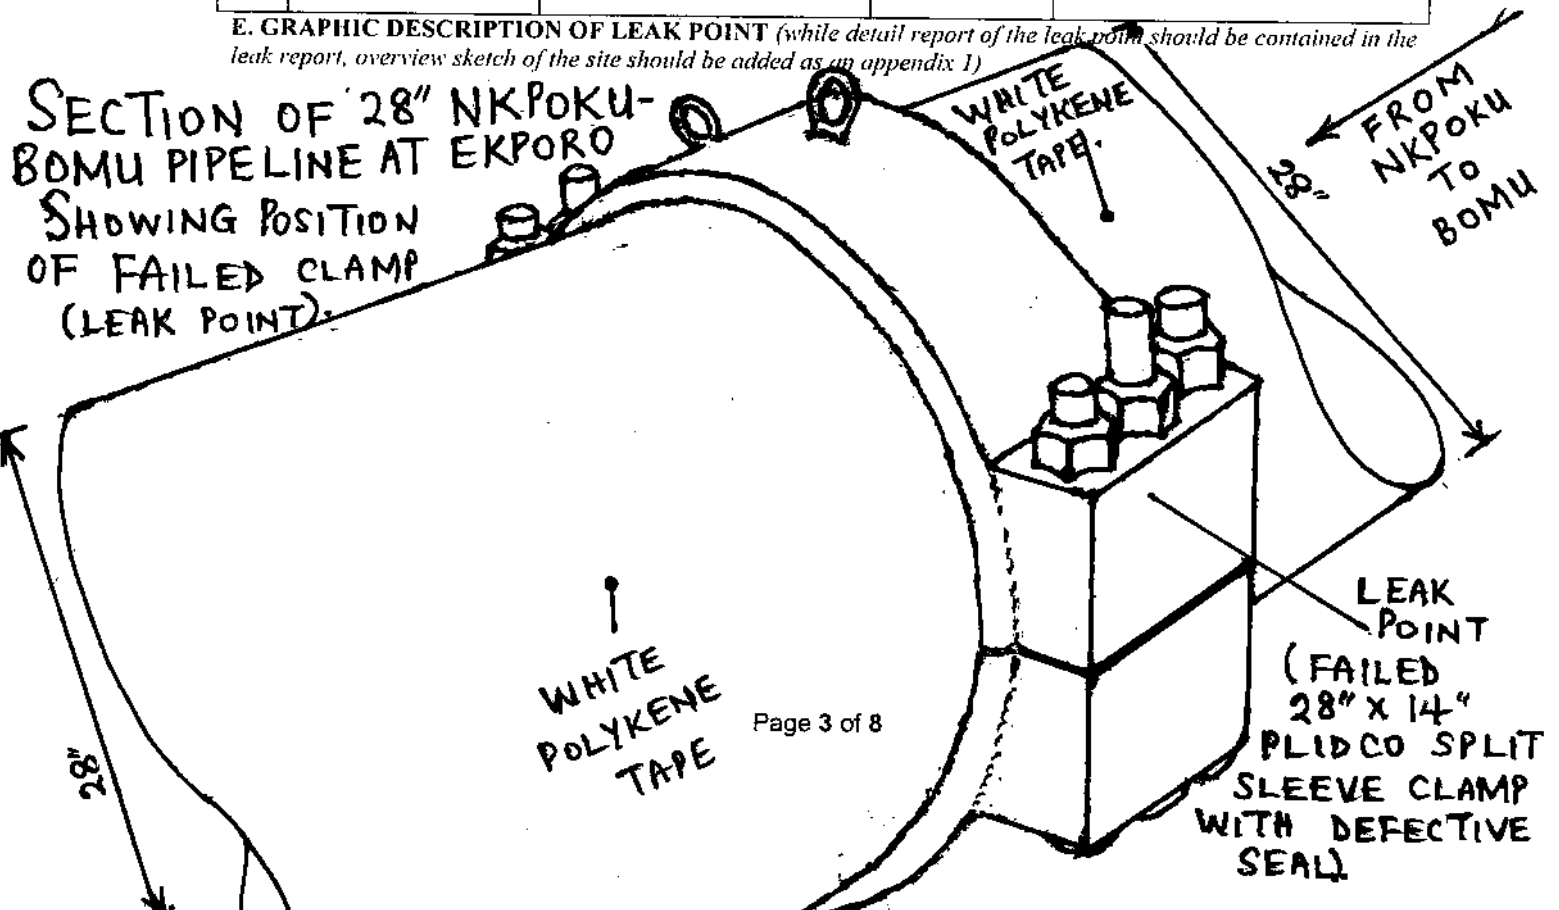 E. GRAPHIC DESCRIPTION OF LEAK POINT (while detail report of the leak point should be contained in the
leak report, overview sketch of the site should be added as an appendix 1)
SECTION OF 28" NKPOKU-
BOMU PIPELINE AT EKPORO
SHOWING POSITION
OF FAILED CLAMP
(LEAK POINT).
WHITE
POLYKENE
TAPE.
FROM
NKPOKU
TO
BOMU
28"
28"
WHITE
POLYKENE
TAPE
Page 3 of 8
LEAK
POINT
(FAILED
28" X 14"
PLIDCO SPLIT
SLEEVE CLAMP
WITH DEFECTIVE
SEAL).